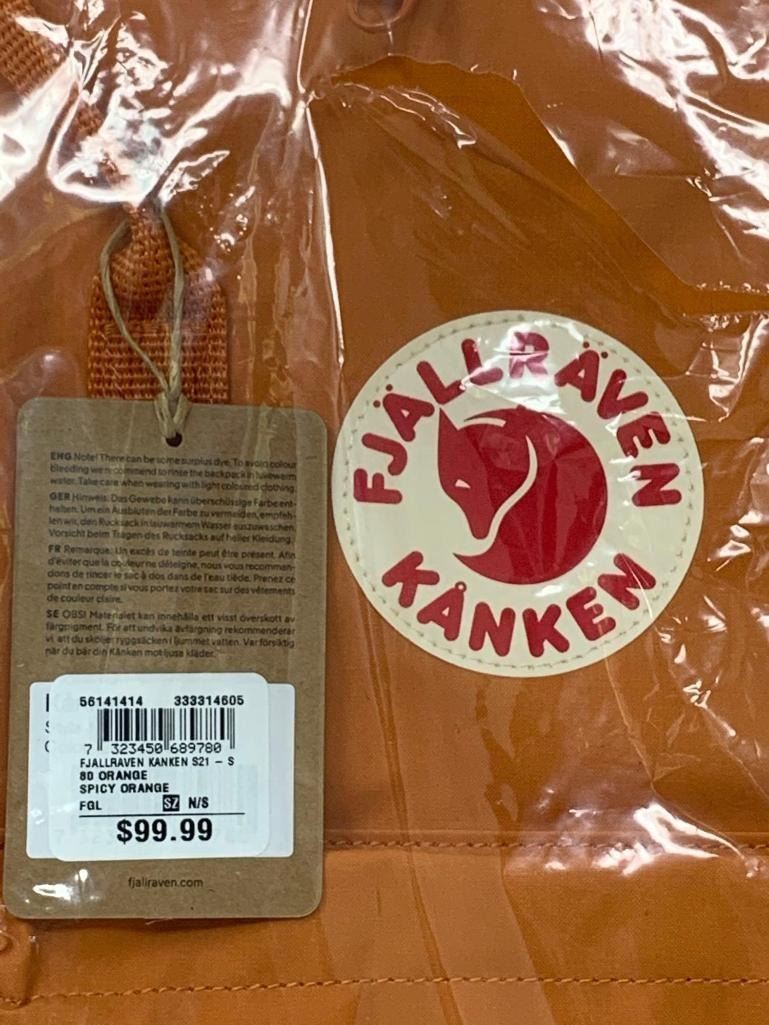 FJÄLLRÄVEN
KÅNKEN
ENG Note! There can be some surplus dye. To avoid colour
bleeding we recommend to rinse the backpack in lukewarm
water. Take care when wearing with light coloured clothing.
GER Hinweis: Das Gewebe kann überschüssige Farbe ent-
halten. Um ein Ausbluten der Farbe zu vermeiden, empfeh-
len wir, den Rucksack in lauwarmem Wasser auszuwaschen.
Vorsicht beim Tragen des Rucksacks auf heller Kleidung.
FR Remarque: Un excès de teinte peut être présent. Afin
d'éviter que la couleur ne déteigne, nous vous recomman-
dons de rincer le sac à dos dans de l'eau tiède. Prenez ce
point en compte si vous portez votre sac sur des vêtements
de couleur claire.
SE OBS! Materialet kan innehålla ett visst överskott av
färgpigment. För att undvika avfärgning rekommenderar
vi att du sköljer ryggsäcken i ljummet vatten. Var försiktig
när du bär din Kånken mot ljusa kläder.
56141414 333314605
7 323450 689780
FJALLRAVEN KANKEN S21 - S
80 ORANGE
SPICY ORANGE
FGL SZ N/S
$99.99
fjallraven.com